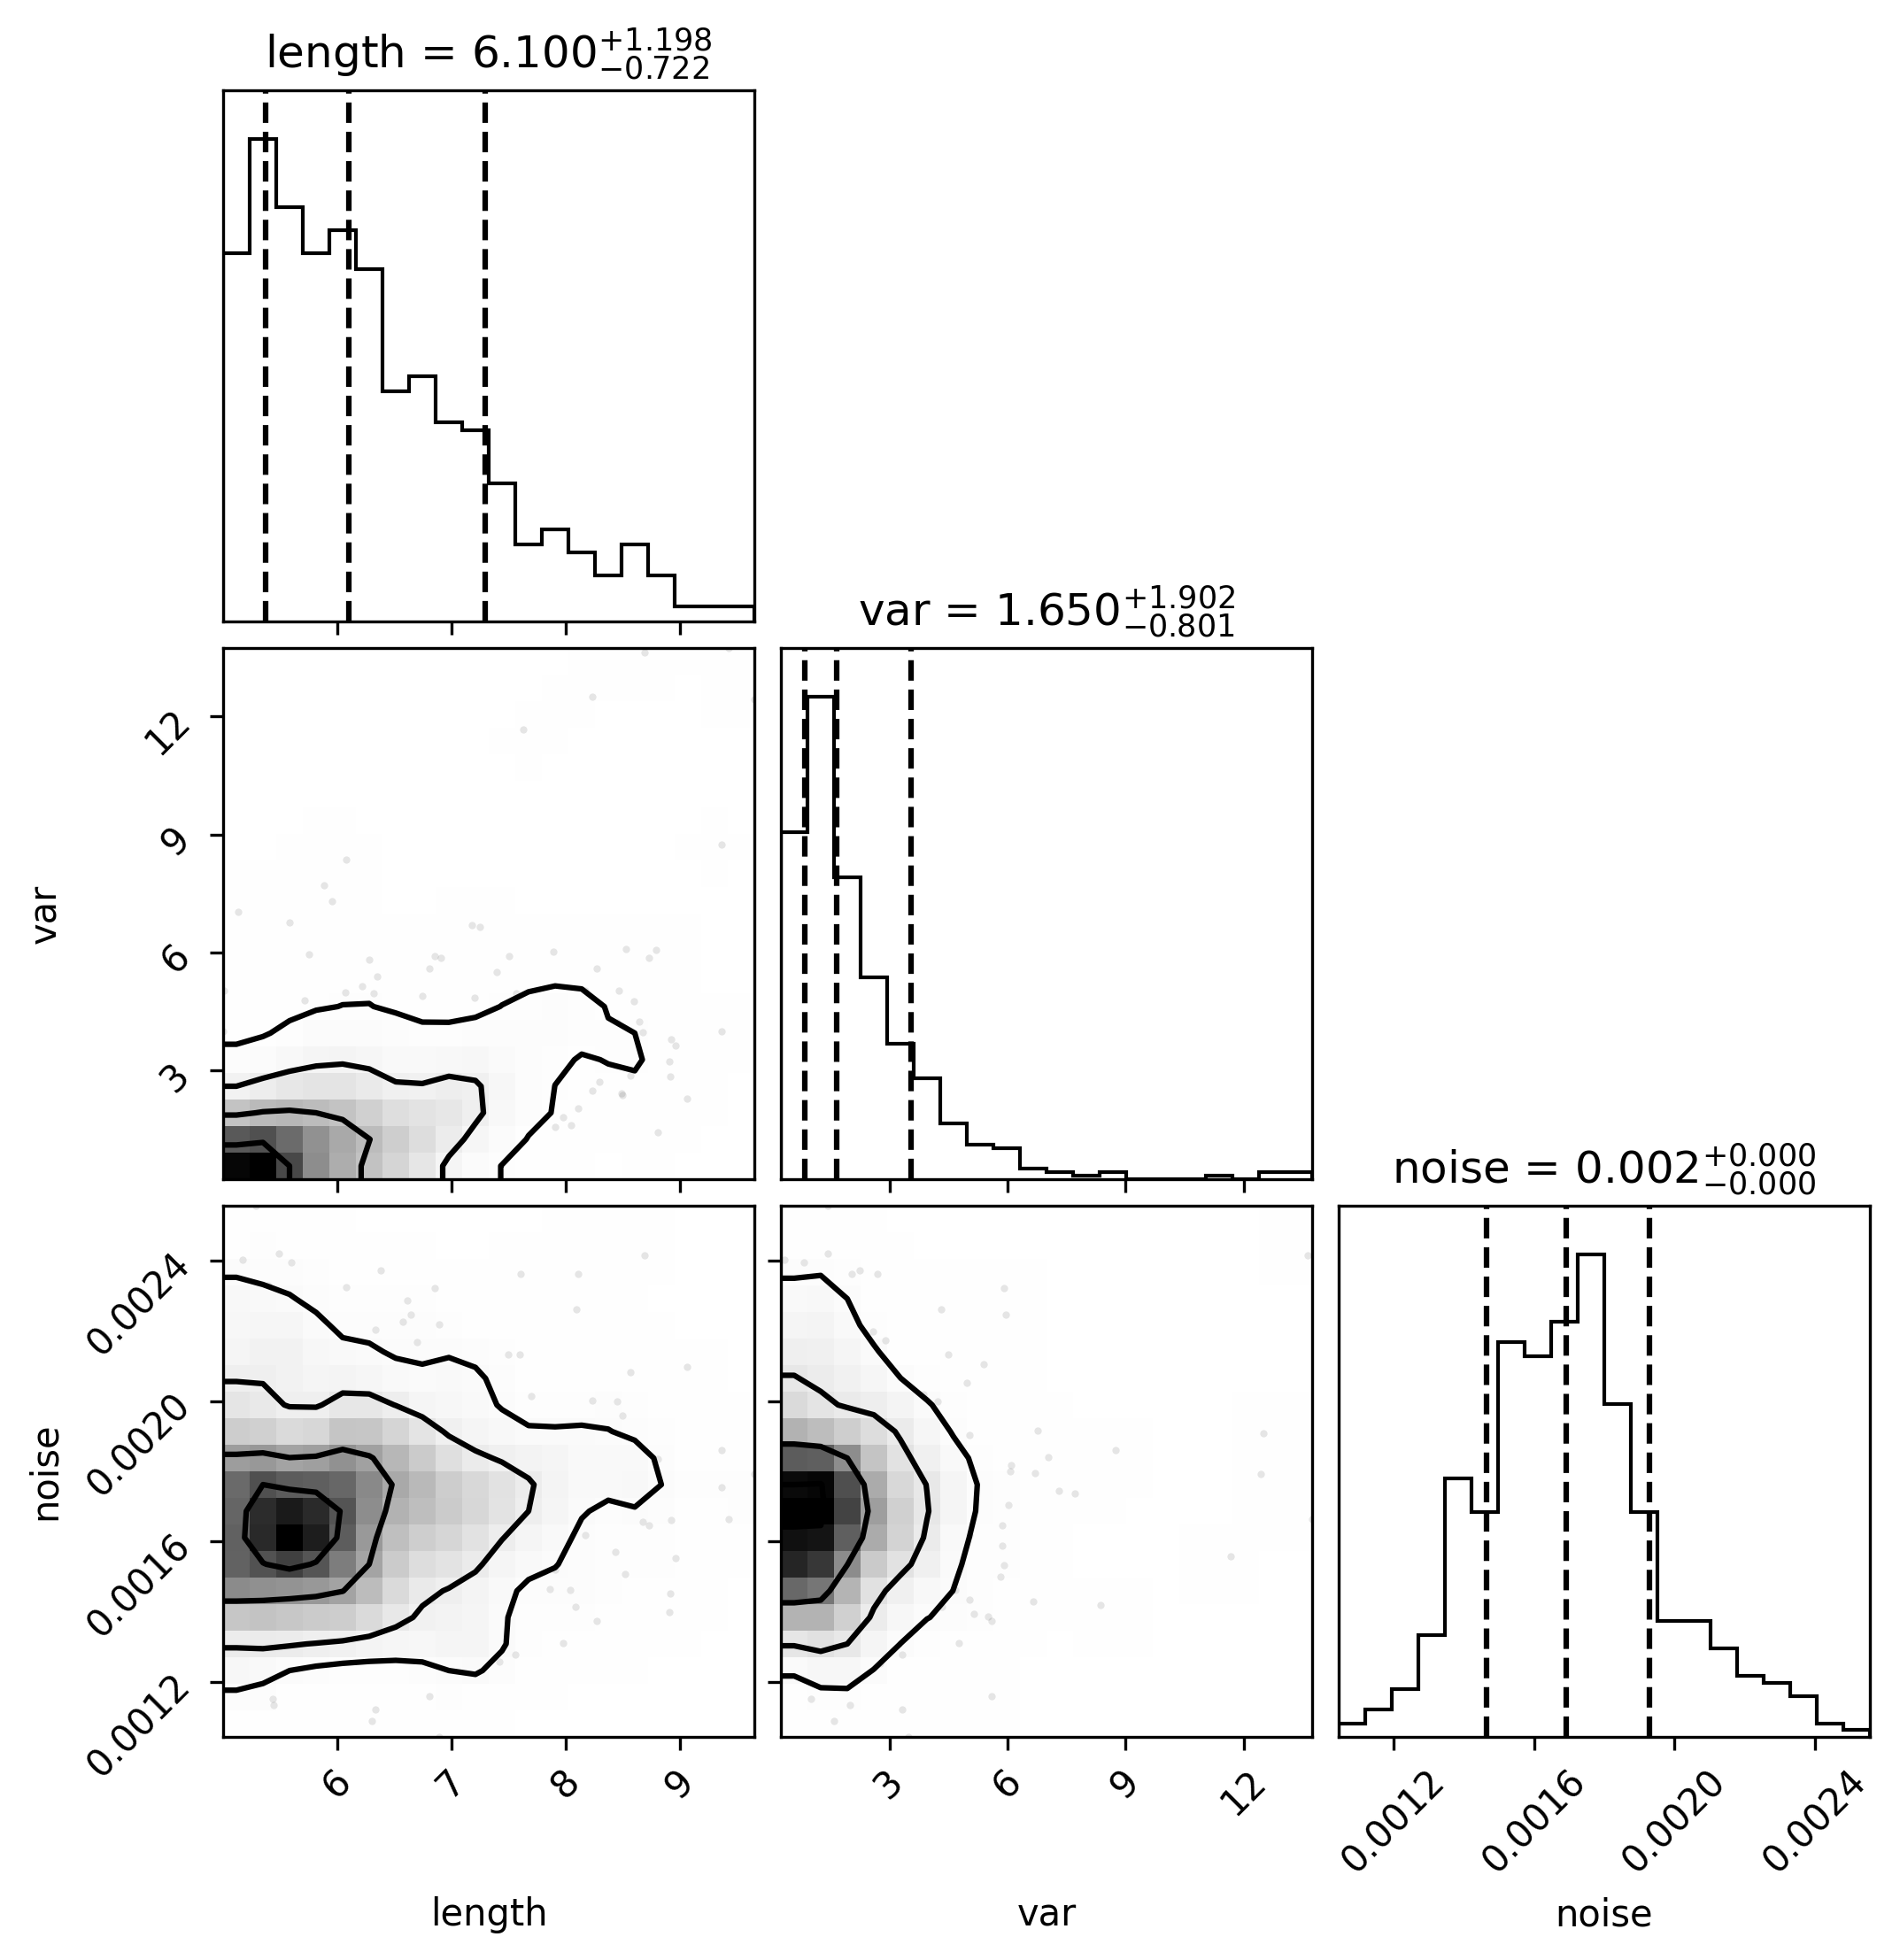 length = 6.100 +1.198 −0.722
var = 1.650 +1.902 −0.801
12
9
6
3
var
noise = 0.002 +0.000 −0.000
0.0024
0.0020
0.0016
0.0012
noise
6 7 8 9
3 6 9 12
0.0012 0.0016 0.0020 0.0024
length
var
noise